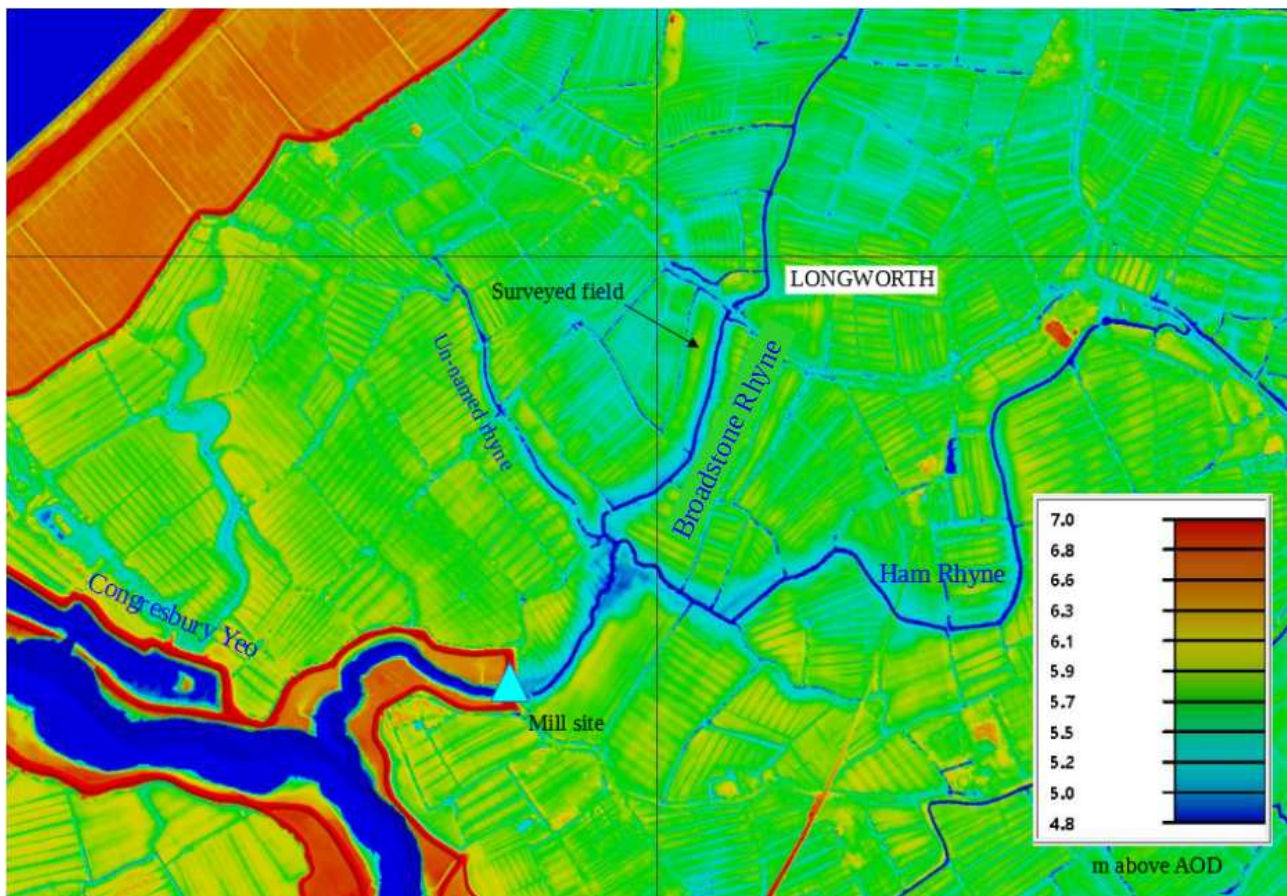 LONGWORTH
Surveyed field
Un-named rhyne
Broadstone Rhyne
Ham Rhyne
Congresbury Yeo
Mill site
7.0
6.8
6.6
6.3
6.1
5.9
5.7
5.5
5.2
5.0
4.8
m above AOD